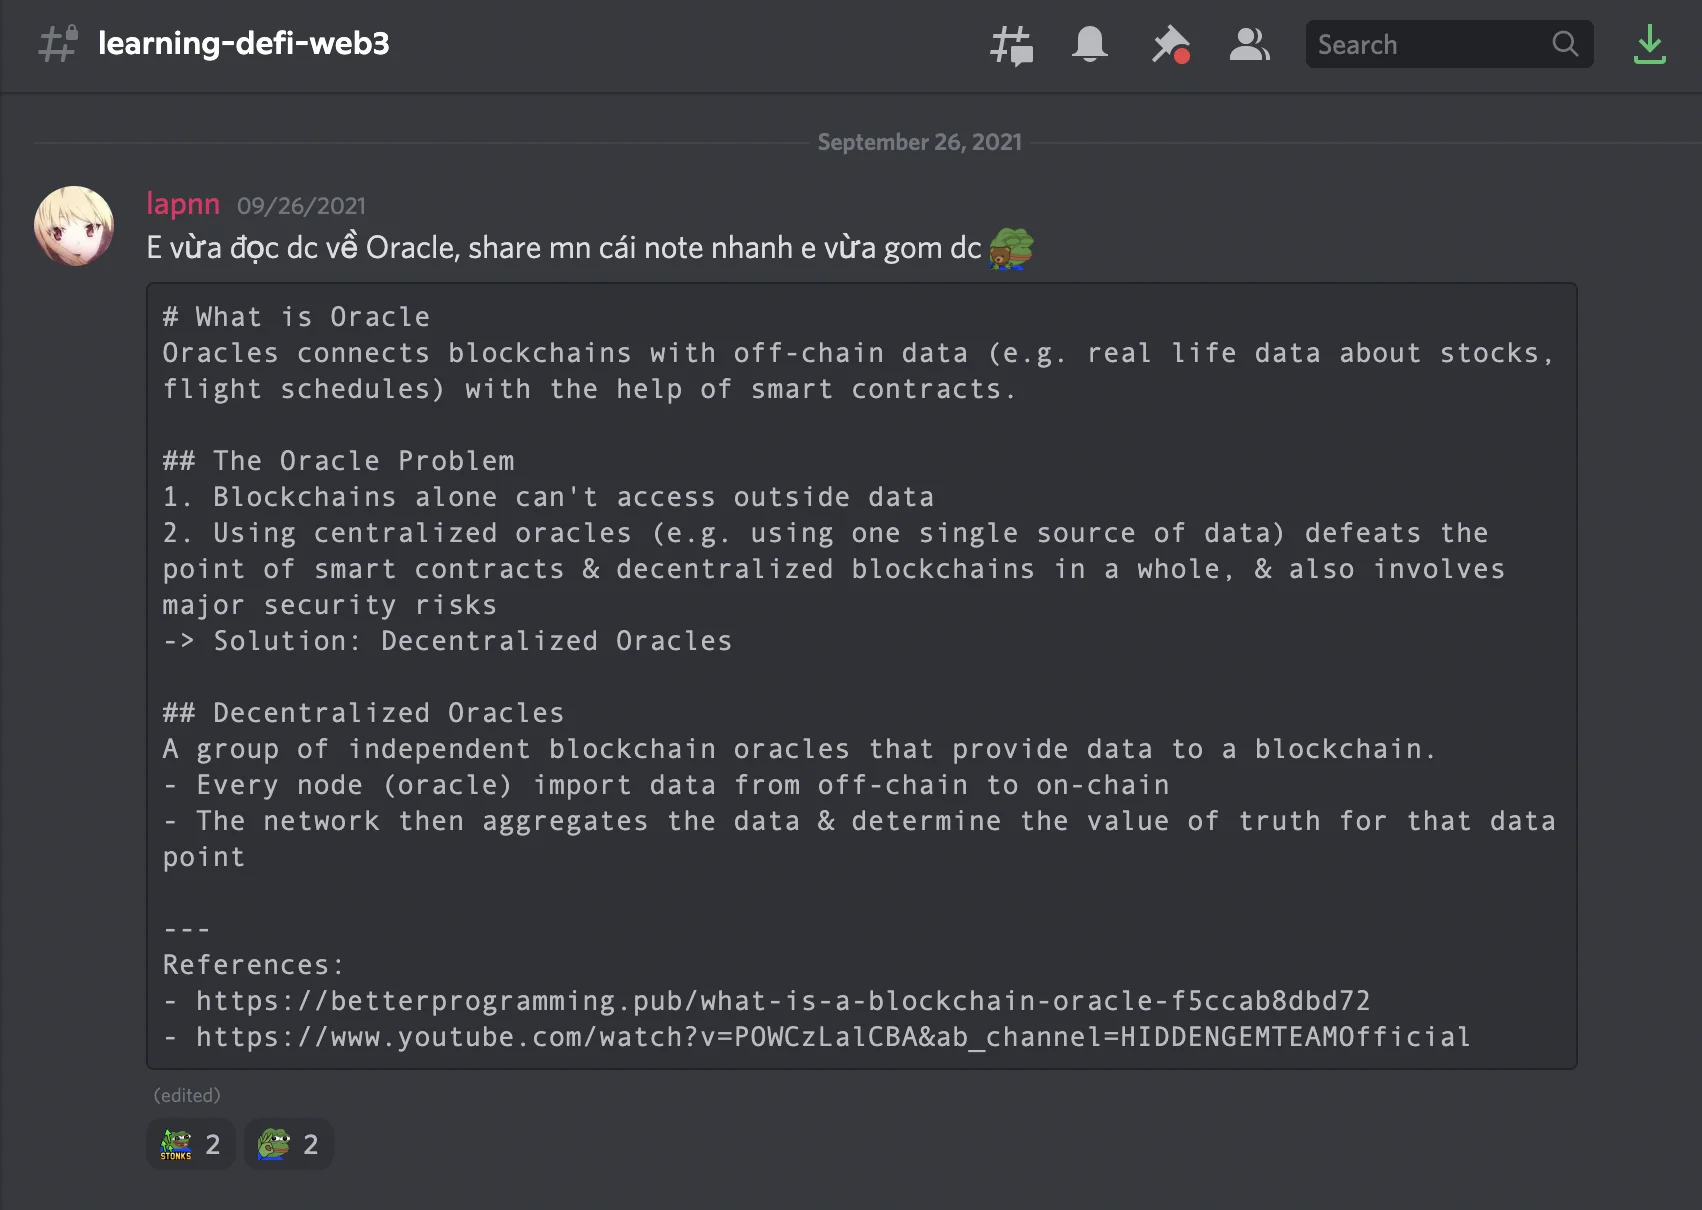 learning-defi-web3
Search
September 26, 2021
lapnn 09/26/2021
E vừa đọc dc về Oracle, share mn cái note nhanh e vừa gom dc
# What is Oracle
Oracles connects blockchains with off-chain data (e.g. real life data about stocks,
flight schedules) with the help of smart contracts.
## The Oracle Problem
1. Blockchains alone can't access outside data
2. Using centralized oracles (e.g. using one single source of data) defeats the
point of smart contracts & decentralized blockchains in a whole, & also involves
major security risks
-> Solution: Decentralized Oracles
## Decentralized Oracles
A group of independent blockchain oracles that provide data to a blockchain.
- Every node (oracle) import data from off-chain to on-chain
- The network then aggregates the data & determine the value of truth for that data
point
---
References:
- https://betterprogramming.pub/what-is-a-blockchain-oracle-f5ccab8dbd72
- https://www.youtube.com/watch?v=POWCzLalCBA&ab_channel=HIDDENGEMTEAMOfficial
(edited)
STONKS 2 2